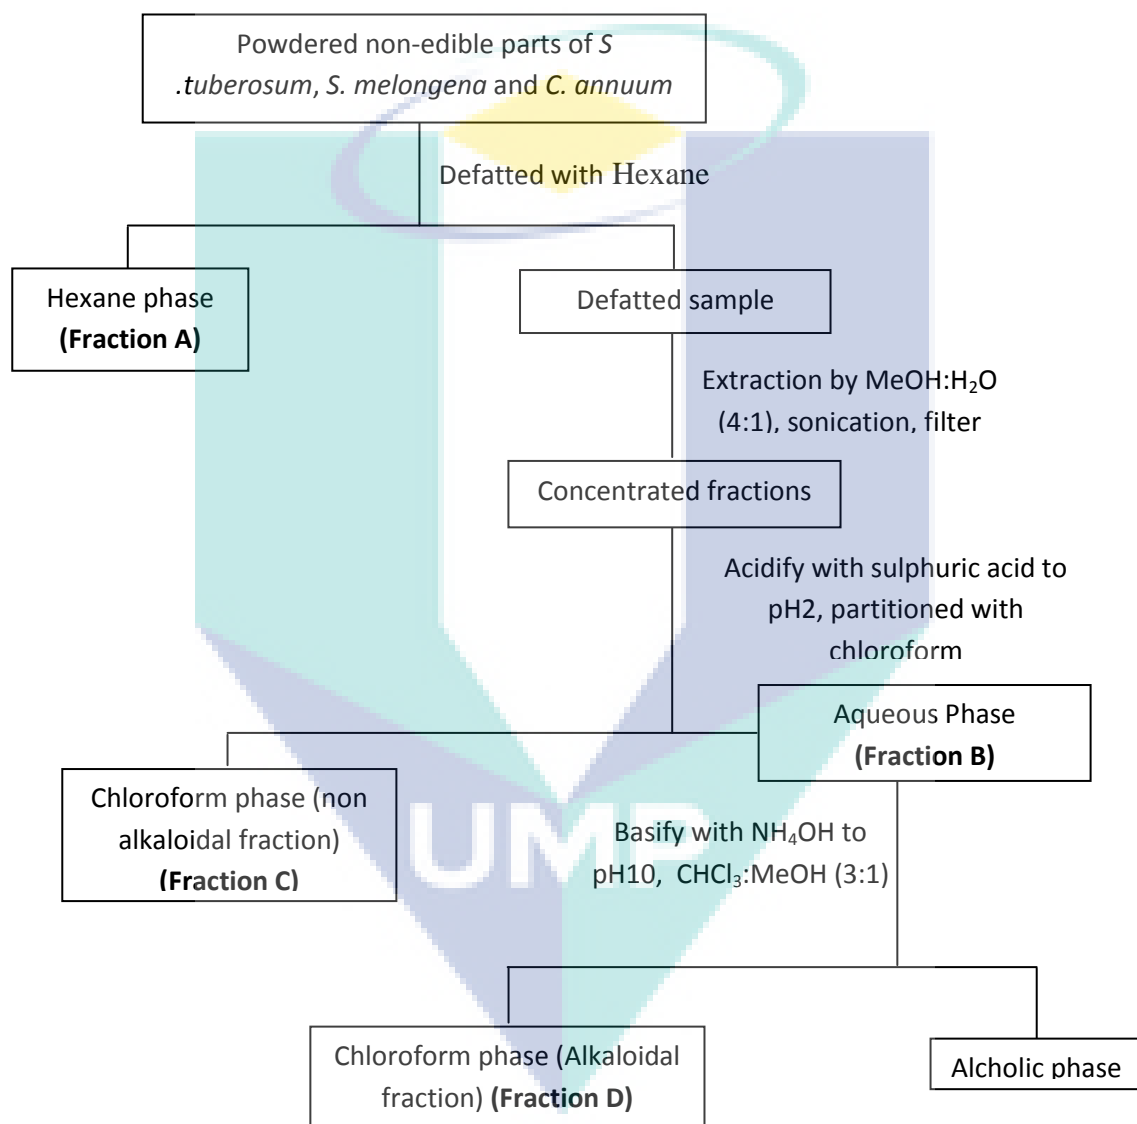 Powdered non-edible parts of S
.tuberosum, S. melongena and C. annuum
Defatted with Hexane
Hexane phase
(Fraction A)
Defatted sample
Extraction by MeOH:H₂O
(4:1), sonication, filter
Concentrated fractions
Acidify with sulphuric acid to
pH2, partitioned with
chloroform
Aqueous Phase
(Fraction B)
Chloroform phase (non
alkaloidal fraction)
(Fraction C)
UMP
Basify with NH₄OH to
pH10, CHCl₃:MeOH (3:1)
Chloroform phase (Alkaloidal
fraction) (Fraction D)
Alcholic phase